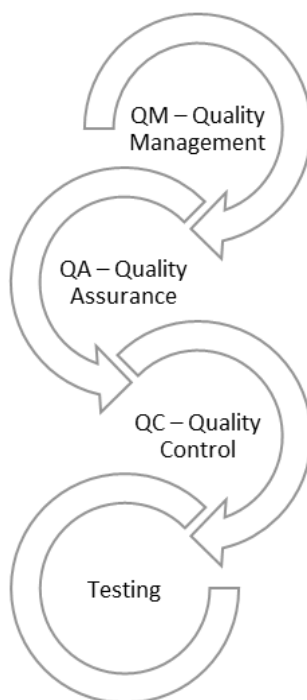 QM – Quality
Management
QA – Quality
Assurance
QC – Quality
Control
Testing